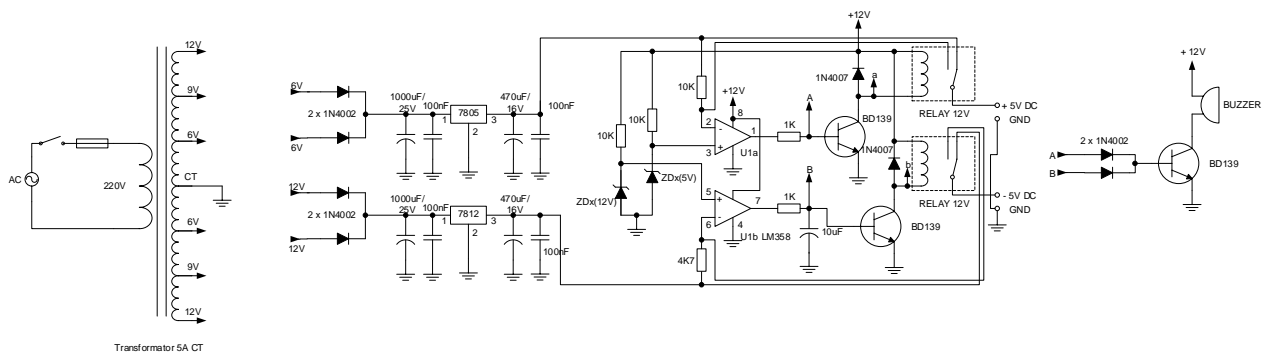 AC
220V
12V
9V
6V
CT
6V
9V
12V
Transformator 5A CT
6V
2 x 1N4002
6V
1000uF/
25V
100nF
1
7805
3
2
470uF/
16V
100nF
12V
2 x 1N4002
12V
1000uF/
25V
100nF
1
7812
3
2
470uF/
16V
100nF
10K
10K
10K
ZDx(12V)
ZDx(5V)
+12V
8
2
-
3
+
1
U1a
5
+
6
-
7
4
U1b LM358
4K7
A
1K
B
1K
10uF
+12V
1N4007
a
BD139
1N4007
b
BD139
RELAY 12V
RELAY 12V
+ 5V DC
GND
- 5V DC
GND
A
B
2 x 1N4002
+ 12V
BUZZER
BD139